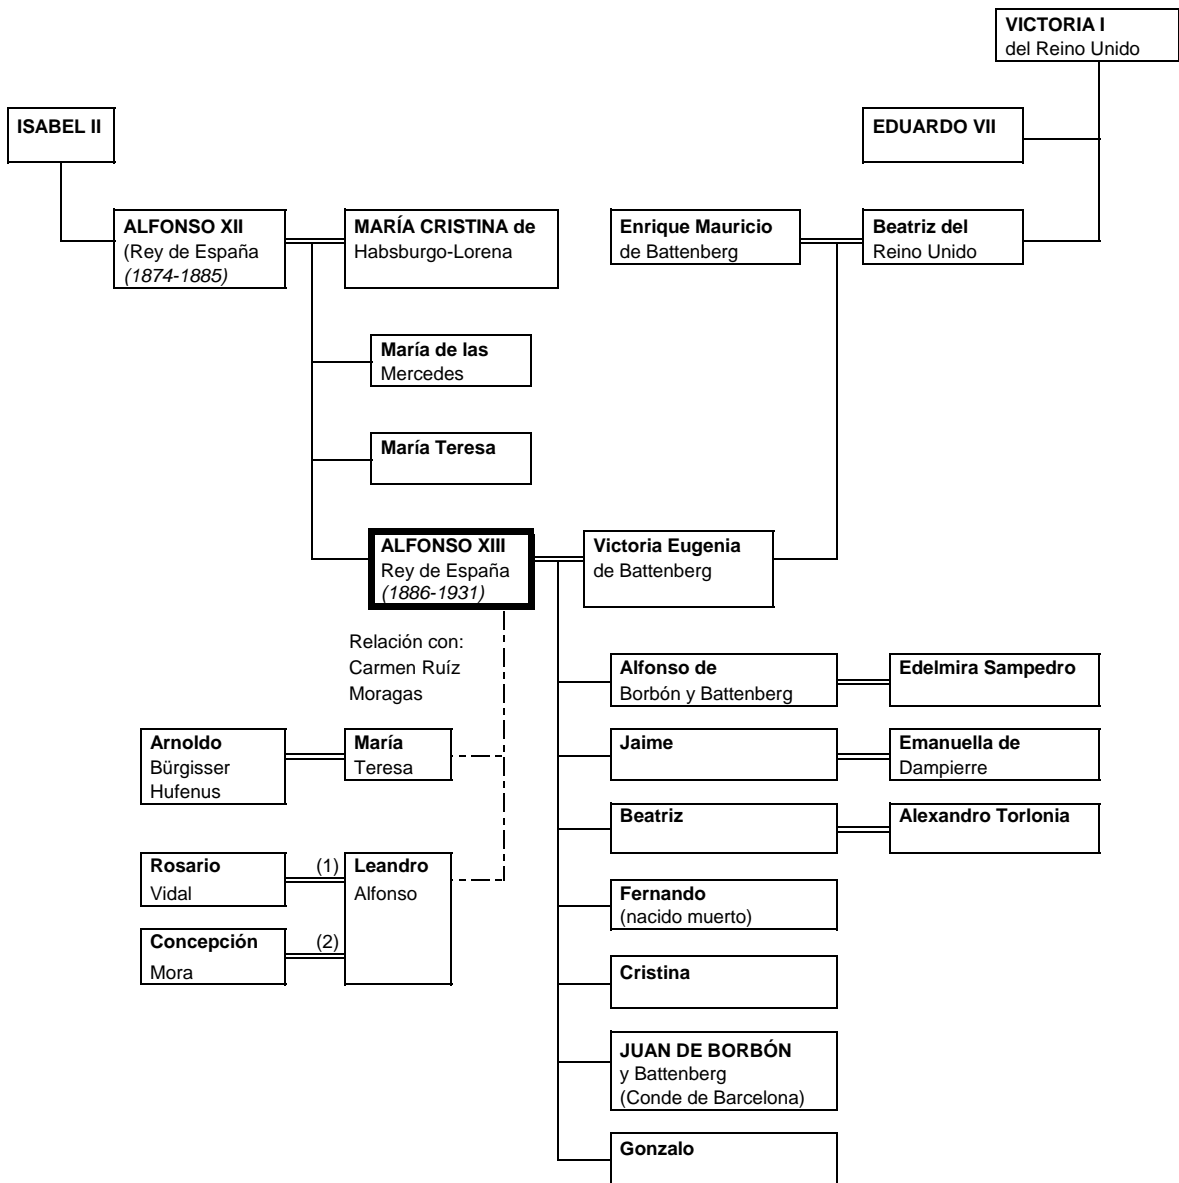 VICTORIA I
del Reino Unido
ISABEL II
EDUARDO VII
ALFONSO XII
(Rey de España
(1874-1885)
MARÍA CRISTINA de
Habsburgo-Lorena
Enrique Mauricio
de Battenberg
Beatriz del
Reino Unido
María de las
Mercedes
María Teresa
ALFONSO XIII
Rey de España
(1886-1931)
Victoria Eugenia
de Battenberg
Relación con:
Carmen Ruíz
Moragas
Alfonso de
Borbón y Battenberg
Edelmira Sampedro
Arnoldo
Bürgisser
Hufenus
María
Teresa
Jaime
Emanuella de
Dampierre
Beatriz
Alexandro Torlonia
Rosario
Vidal
(1)
Leandro
Alfonso
Fernando
(nacido muerto)
Concepción
Mora
(2)
Cristina
JUAN DE BORBÓN
y Battenberg
(Conde de Barcelona)
Gonzalo